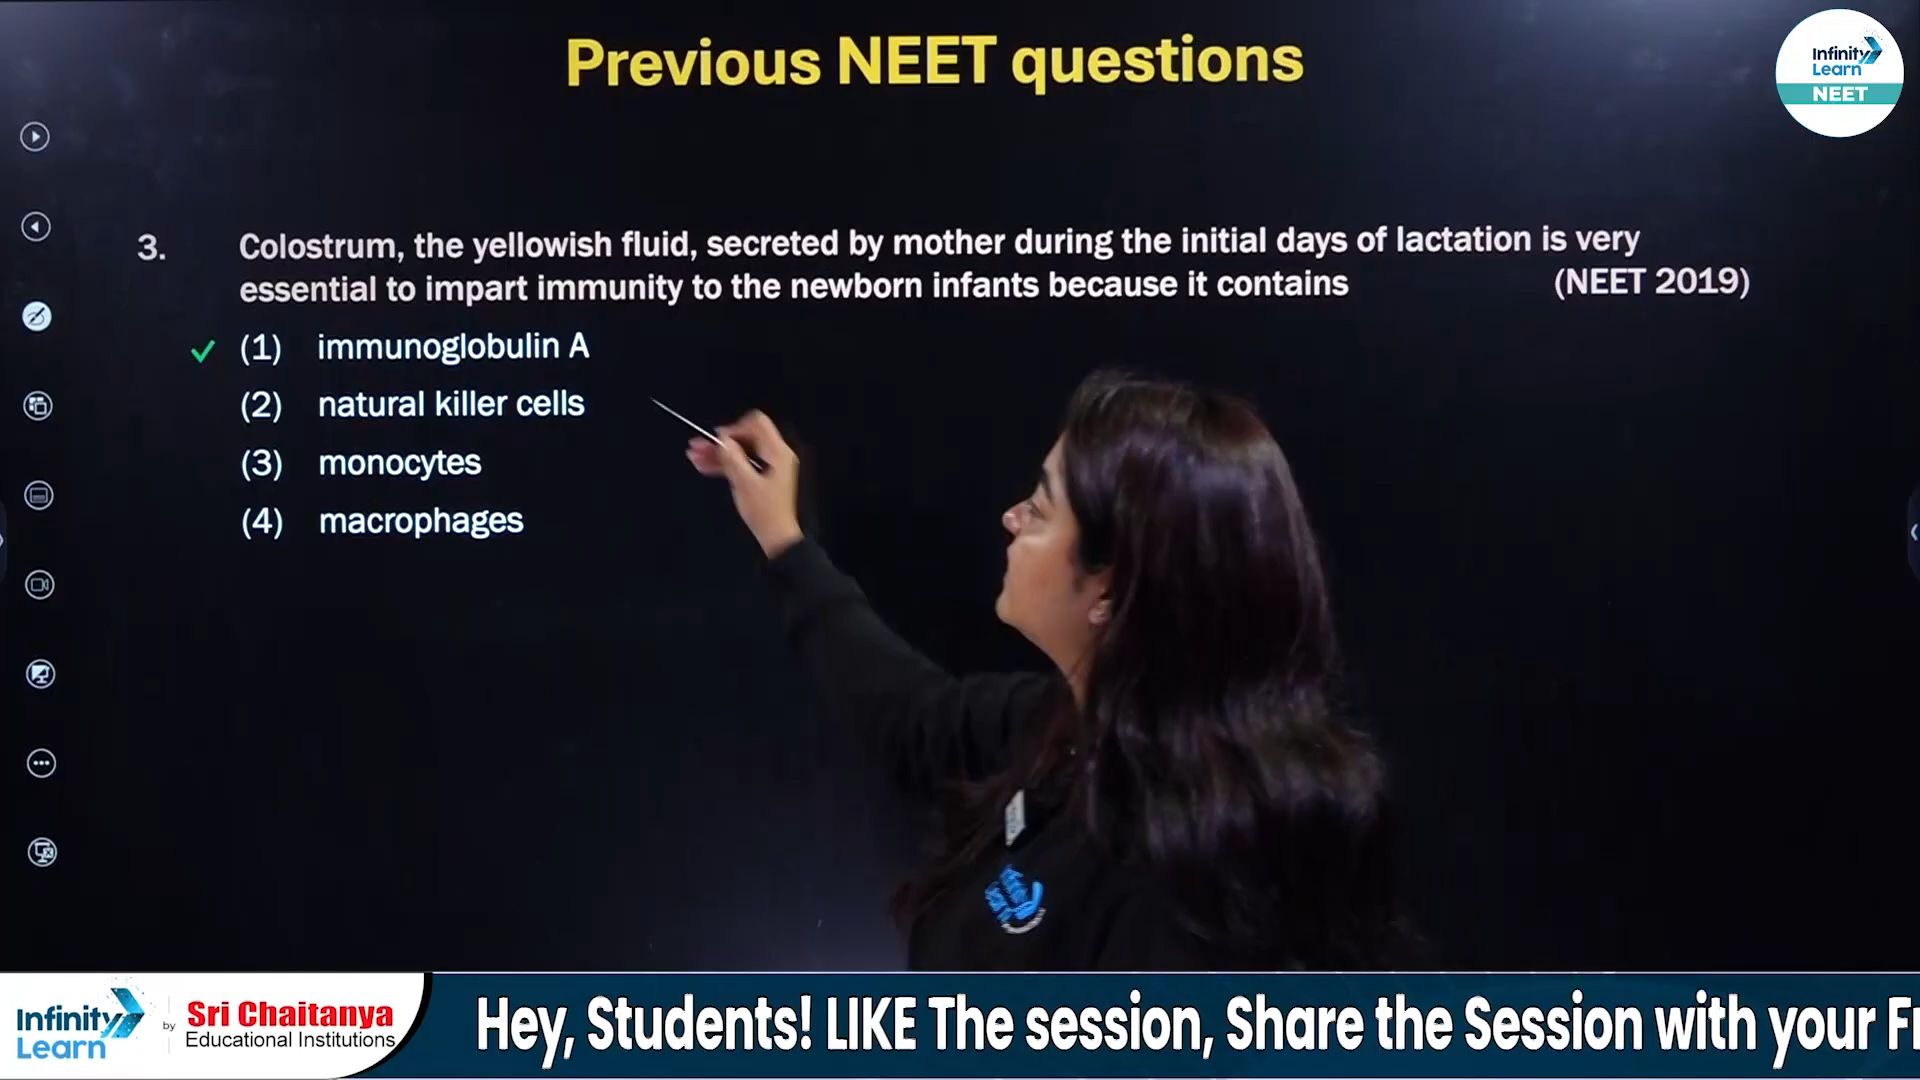 Previous NEET questions
Infinity
Learn
NEET
3. Colostrum, the yellowish fluid, secreted by mother during the initial days of lactation is very
essential to impart immunity to the newborn infants because it contains (NEET 2019)
(1) immunoglobulin A
(2) natural killer cells
(3) monocytes
(4) macrophages
Infinity
Learn
by
Sri Chaitanya
Educational Institutions
Hey, Students! LIKE The session, Share the Session with your